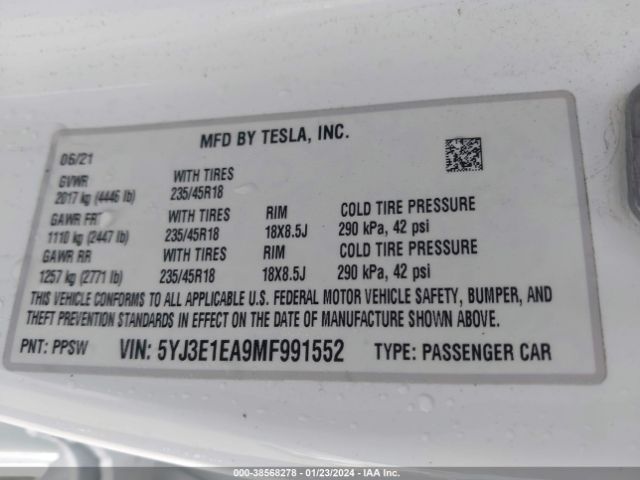 MFD BY TESLA, INC.
06/21
GVWR WITH TIRES
2017 kg (4446 lb) 235/45R18
GAWR FRT WITH TIRES RIM COLD TIRE PRESSURE
1110 kg (2447 lb) 235/45R18 18X8.5J 290 kPa, 42 psi
GAWR RR WITH TIRES RIM COLD TIRE PRESSURE
1257 kg (2771 lb) 235/45R18 18X8.5J 290 kPa, 42 psi
THIS VEHICLE CONFORMS TO ALL APPLICABLE U.S. FEDERAL MOTOR VEHICLE SAFETY, BUMPER, AND
THEFT PREVENTION STANDARDS IN EFFECT ON THE DATE OF MANUFACTURE SHOWN ABOVE.
PNT: PPSW VIN: 5YJ3E1EA9MF991552 TYPE: PASSENGER CAR
000-38568278 - 01/23/2024 - IAAI.COM